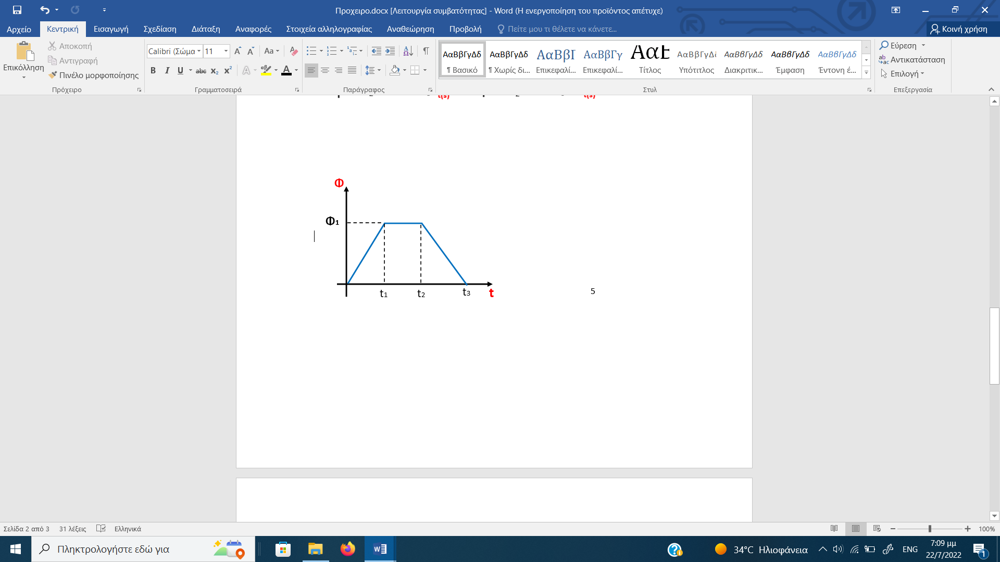 Προχειρο.docx [Λειτουργία συμβατότητας] - Word (Η ενεργοποίηση του προϊόντος απέτυχε)
Αρχείο Κεντρική Εισαγωγή Σχεδίαση Διάταξη Αναφορές Στοιχεία αλληλογραφίας Αναθεώρηση Προβολή Πείτε μου τι θέλετε να κάνετε... Κοινή χρήση
Επικόλληση
Αποκοπή
Αντιγραφή
Πινέλο μορφοποίησης
Πρόχειρο
Calibri (Σώμα 11
Γραμματοσειρά
Παράγραφος
ΑαΒβΓγΔδ ΑαΒβΓγΔδ ΑαΒβΙ ΑαΒβΓγ ΑαΒ ΑαΒβΓγΔδ ΑαΒβΓγΔδ ΑαΒβΓγΔδ ΑαΒβΓγΔδ
¶ Βασικό ¶ Χωρίς δι... Επικεφαλί... Επικεφαλί... Τίτλος Υπότιτλος Διακριτικ... Έμφαση Έντονη έ...
Στυλ
Εύρεση
Αντικατάσταση
Επιλογή
Επεξεργασία
t(s) t(s)
Φ
Φ1
t1 t2 t3 t
5
Σελίδα 2 από 3 31 λέξεις Ελληνικά 100%
Πληκτρολογήστε εδώ για
34°C Ηλιοφάνεια ENG
7:09 μμ
22/7/2022
1